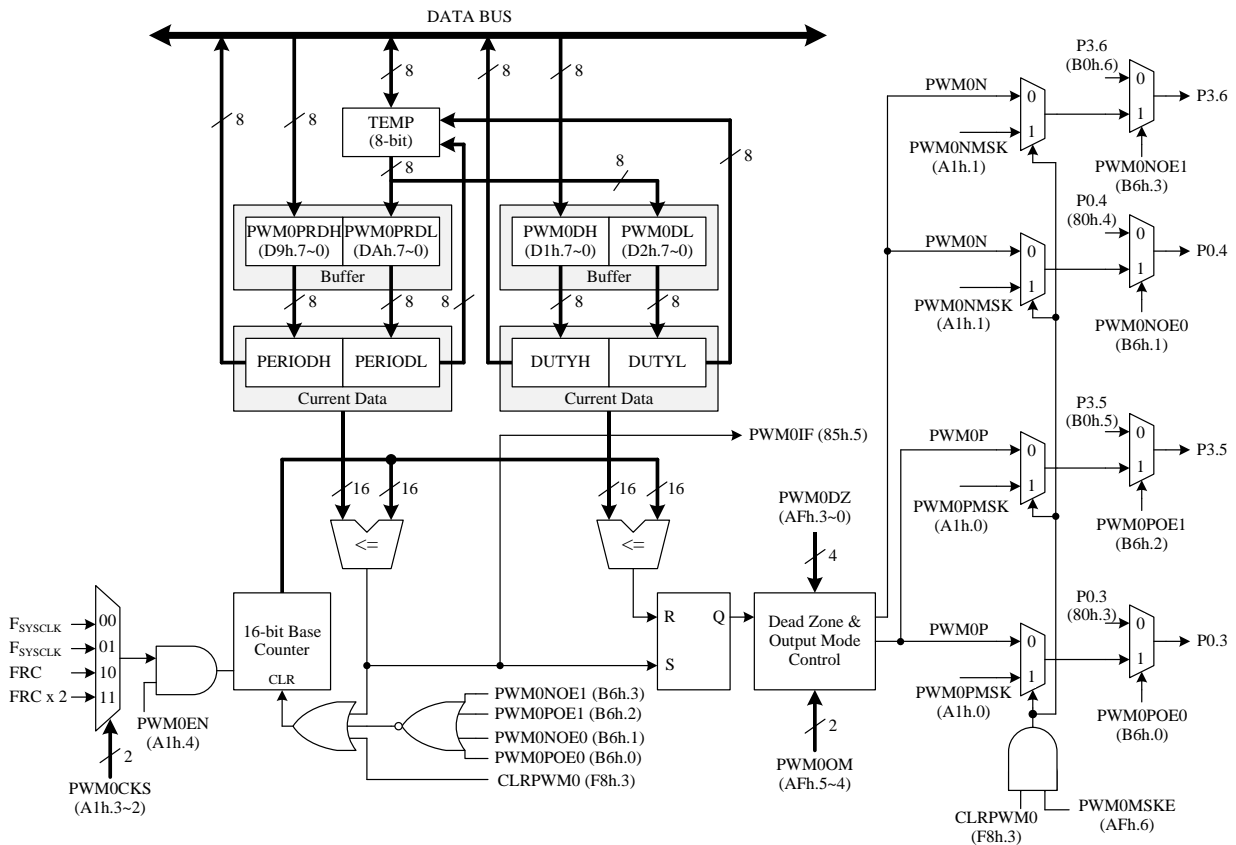 DATA BUS
8
8
8
8
8
TEMP
(8-bit)
8
8
8
PWM0PRDH
(D9h.7~0)
PWM0PRDL
(DAh.7~0)
Buffer
PWM0DH
(D1h.7~0)
PWM0DL
(D2h.7~0)
Buffer
8
8
8
8
8
PERIODH
PERIODL
Current Data
DUTYH
DUTYL
Current Data
PWM0IF (85h.5)
16
16
16
16
<=
<=
FSYSCLK
FSYSCLK
FRC
FRC x 2
00
01
10
11
2
PWM0CKS
(A1h.3~2)
PWM0EN
(A1h.4)
16-bit Base
Counter
CLR
PWM0NOE1 (B6h.3)
PWM0POE1 (B6h.2)
PWM0NOE0 (B6h.1)
PWM0POE0 (B6h.0)
CLRPWM0 (F8h.3)
R
Q
S
PWM0DZ
(AFh.3~0)
4
Dead Zone &
Output Mode
Control
2
PWM0OM
(AFh.5~4)
PWM0N
0
1
PWM0NMSK
(A1h.1)
P3.6
(B0h.6)
0
1
P3.6
PWM0NOE1
(B6h.3)
PWM0N
0
1
PWM0NMSK
(A1h.1)
P0.4
(80h.4)
0
1
P0.4
PWM0NOE0
(B6h.1)
PWM0P
0
1
PWM0PMSK
(A1h.0)
P3.5
(B0h.5)
0
1
P3.5
PWM0POE1
(B6h.2)
PWM0P
0
1
PWM0PMSK
(A1h.0)
P0.3
(80h.3)
0
1
P0.3
PWM0POE0
(B6h.0)
CLRPWM0
(F8h.3)
PWM0MSKE
(AFh.6)